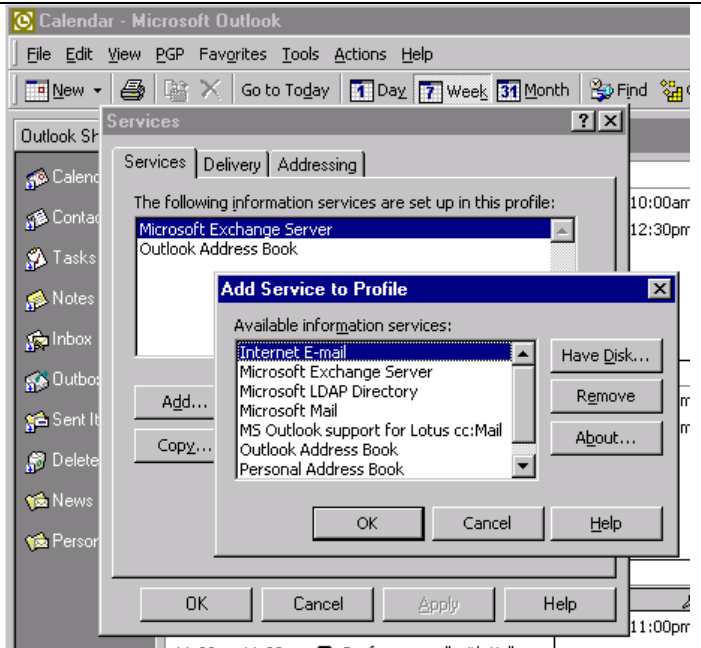 Calendar - Microsoft Outlook
File Edit View PGP Favorites Tools Actions Help
New Go to Today 1 Day 7 Week 31 Month Find
Outlook Sh
Services
Services Delivery Addressing
The following information services are set up in this profile:
Microsoft Exchange Server
Outlook Address Book
Add...
Copy...
Add Service to Profile
Available information services:
Internet E-mail
Microsoft Exchange Server
Microsoft LDAP Directory
Microsoft Mail
MS Outlook support for Lotus cc:Mail
Outlook Address Book
Personal Address Book
Have Disk...
Remove
About...
OK Cancel Help
OK Cancel Apply Help
Calend
Contac
Tasks
Notes
Inbox
Outbo
Sent It
Delete
News
Person
10:00am
12:30pm
11:00pm